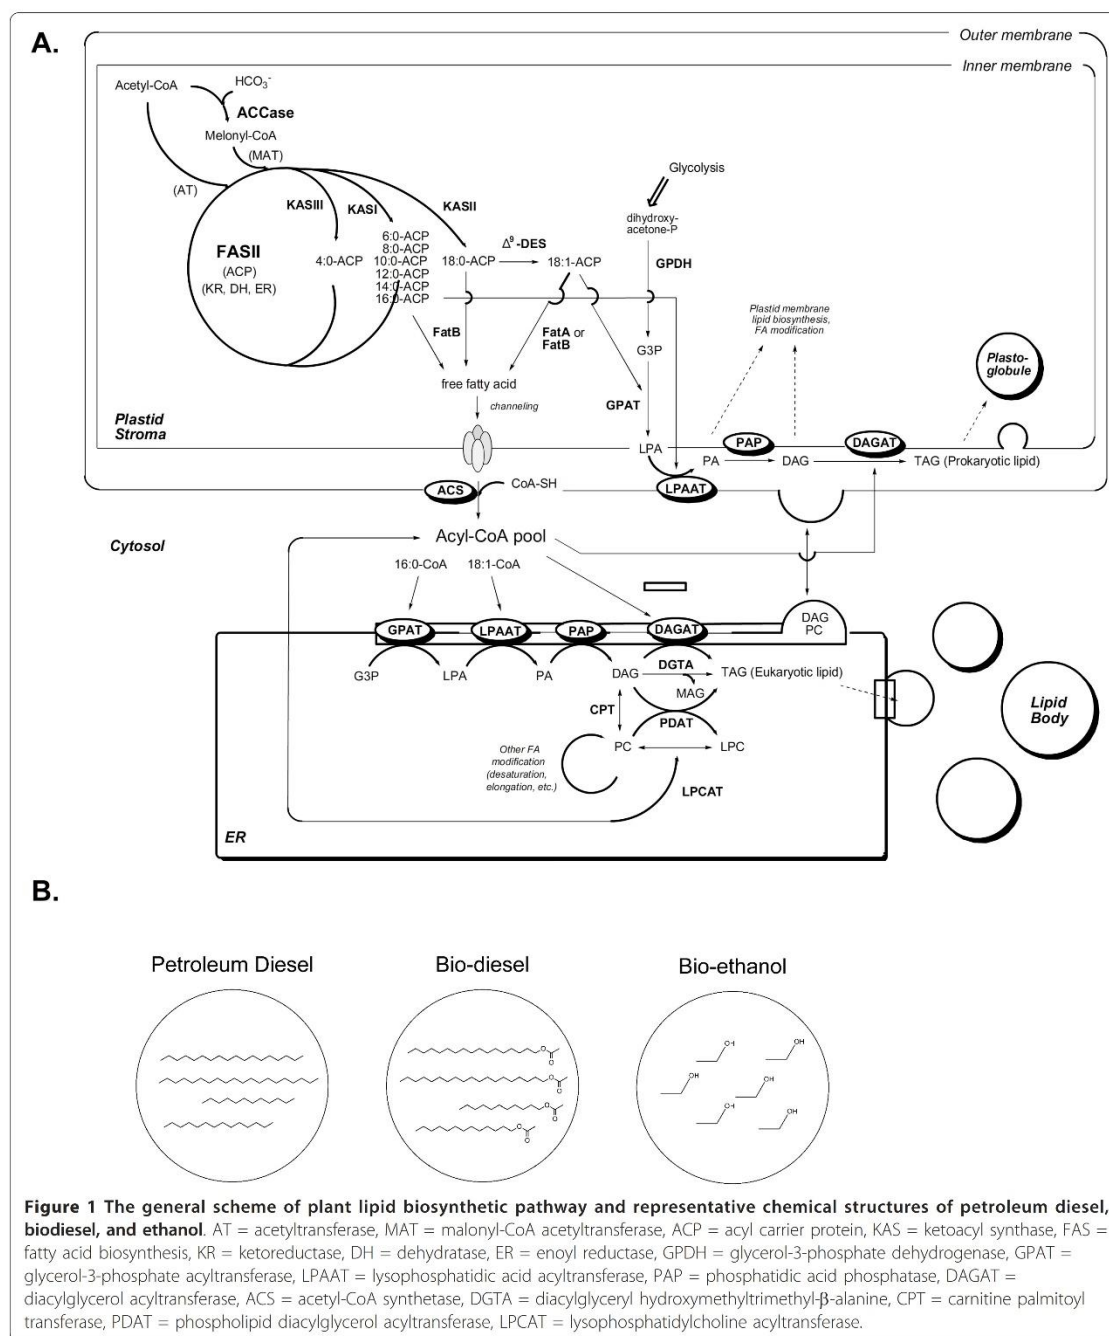 A.
Outer membrane
Inner membrane
Acetyl-CoA
HCO3-
ACCase
Melonyl-CoA
(MAT)
(AT)
Glycolysis
KASIII
KASI
KASII
dihydroxy-
acetone-P
FASII
(ACP)
(KR, DH, ER)
4:0-ACP
6:0-ACP
8:0-ACP
10:0-ACP
12:0-ACP
14:0-ACP
16:0-ACP
18:0-ACP
Δ9 -DES
18:1-ACP
GPDH
FatB
FatA or
FatB
G3P
Plastid membrane
lipid biosynthesis,
FA modification
Plasto-
globule
free fatty acid
channeling
GPAT
Plastid
Stroma
LPA
PAP
DAGAT
PA
DAG
TAG (Prokaryotic lipid)
ACS
CoA-SH
LPAAT
Cytosol
Acyl-CoA pool
16:0-CoA
18:1-CoA
GPAT
LPAAT
PAP
DAGAT
DAG
PC
G3P
LPA
PA
DAG
DGTA
TAG (Eukaryotic lipid)
MAG
CPT
PDAT
Lipid
Body
PC
LPC
Other FA
modification
(desaturation,
elongation, etc.)
LPCAT
ER
B.
Petroleum Diesel
Bio-diesel
Bio-ethanol
O
O
O
O
O
O
O
O
OH
OH
OH
OH
OH
OH
Figure 1 The general scheme of plant lipid biosynthetic pathway and representative chemical structures of petroleum diesel,
biodiesel, and ethanol. AT = acetyltransferase, MAT = malonyl-CoA acetyltransferase, ACP = acyl carrier protein, KAS = ketoacyl synthase, FAS =
fatty acid biosynthesis, KR = ketoreductase, DH = dehydratase, ER = enoyl reductase, GPDH = glycerol-3-phosphate dehydrogenase, GPAT =
glycerol-3-phosphate acyltransferase, LPAAT = lysophosphatidic acid acyltransferase, PAP = phosphatidic acid phosphatase, DAGAT =
diacylglycerol acyltransferase, ACS = acetyl-CoA synthetase, DGTA = diacylglyceryl hydroxymethyltrimethyl-β-alanine, CPT = carnitine palmitoyl
transferase, PDAT = phospholipid diacylglycerol acyltransferase, LPCAT = lysophosphatidylcholine acyltransferase.